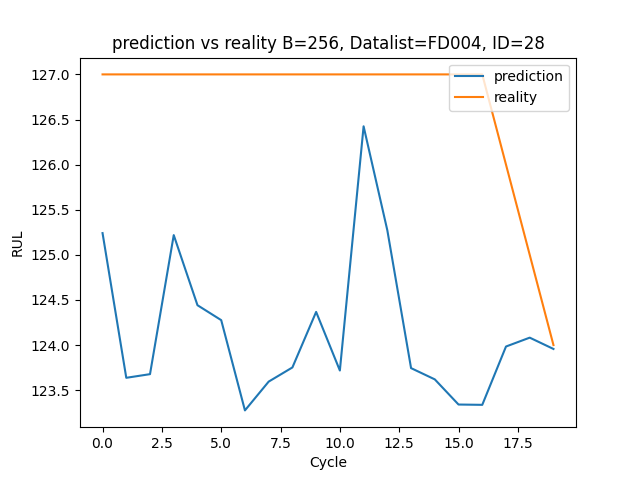 prediction vs reality B=256, Datalist=FD004, ID=28
127.0
126.5
126.0
125.5
125.0
124.5
124.0
123.5
RUL
prediction
reality
0.0 2.5 5.0 7.5 10.0 12.5 15.0 17.5
Cycle